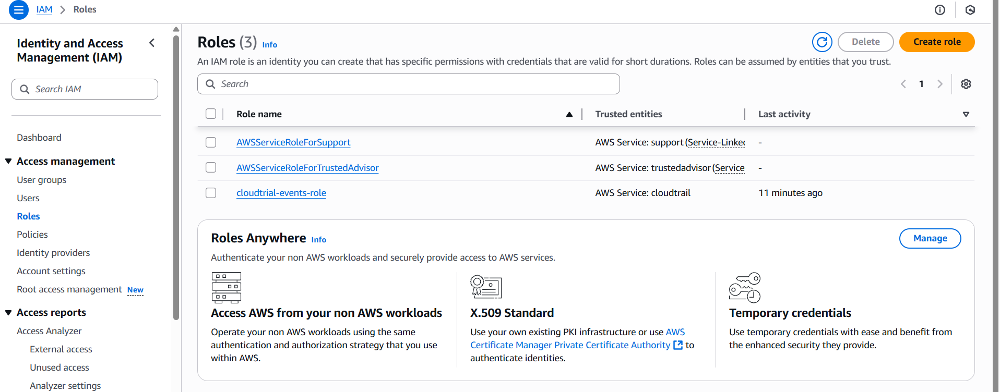 IAM > Roles
Identity and Access
Management (IAM)
Search IAM
Dashboard
Access management
User groups
Users
Roles
Policies
Identity providers
Account settings
Root access management New
Access reports
Access Analyzer
External access
Unused access
Analyzer settings
Roles (3) Info
Delete
Create role
An IAM role is an identity you can create that has specific permissions with credentials that are valid for short durations. Roles can be assumed by entities that you trust.
Search
1
Role name Trusted entities Last activity
AWSServiceRoleForSupport AWS Service: support (Service-Linked -
AWSServiceRoleForTrustedAdvisor AWS Service: trustedadvisor (Service -
cloudtrial-events-role AWS Service: cloudtrail 11 minutes ago
Roles Anywhere Info
Manage
Authenticate your non AWS workloads and securely provide access to AWS services.
Access AWS from your non AWS workloads
Operate your non AWS workloads using the same
authentication and authorization strategy that you use
within AWS.
X.509 Standard
Use your own existing PKI infrastructure or use AWS
Certificate Manager Private Certificate Authority to
authenticate identities.
Temporary credentials
Use temporary credentials with ease and benefit from
the enhanced security they provide.